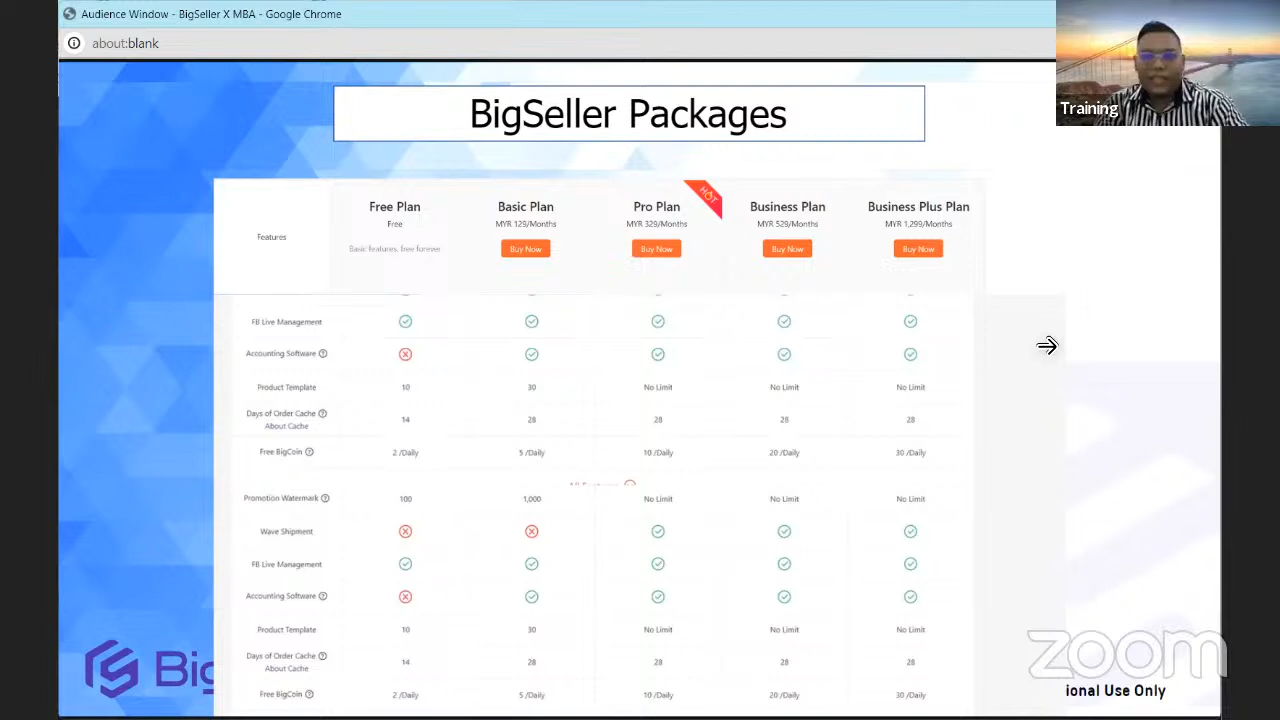 Audience Window - BigSeller X MBA - Google Chrome
about:blank
Training
BigSeller Packages
HOT
Features
Free Plan
Free
Basic features, free forever
Basic Plan
MYR 129/Months
Buy Now
Pro Plan
MYR 329/Months
Buy Now
Business Plan
MYR 529/Months
Buy Now
Business Plus Plan
MYR 1,299/Months
Buy Now
FB Live Management
Accounting Software
Product Template 10 30 No Limit No Limit No Limit
Days of Order Cache 14 28 28 28 28
About Cache
Free BigCoin 2 /Daily 5 /Daily 10 /Daily 20 /Daily 30 /Daily
Promotion Watermark 100 1,000 No Limit No Limit No Limit
Wave Shipment
FB Live Management
Accounting Software
Product Template 10 30 No Limit No Limit No Limit
Days of Order Cache 14 28 28 28 28
About Cache
Free BigCoin 2 /Daily 5 /Daily 10 /Daily 20 /Daily 30 /Daily
Big
zoom
ional Use Only